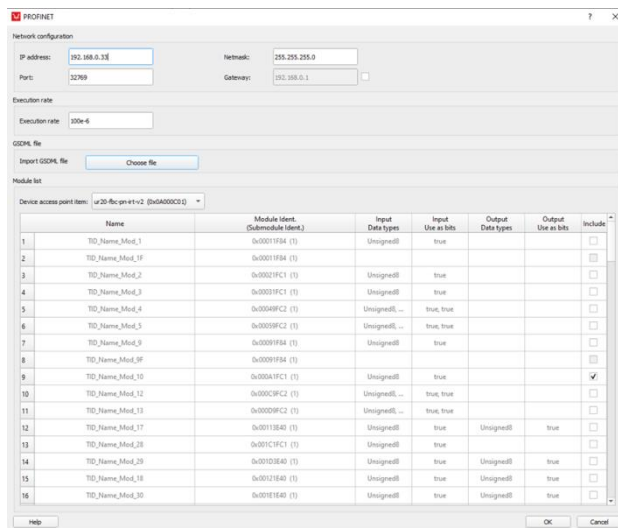 PROFINET
? X
Network configuration
IP address: 192.168.0.33 Netmask: 255.255.255.0
Port: 32769 Gateway: 192.168.0.1
Execution rate
Execution rate 100e-6
GSDML file
Import GSDML file Choose file
Module list
Device access point item: ur20-fbc-pn-irt-v2 (0x0A000C01)
Name Module Ident. (Submodule Ident.) Input Data types Input Use as bits Output Data types Output Use as bits Include
1 TID_Name_Mod_1 0x00011F84 (1) Unsigned8 true
2 TID_Name_Mod_1F 0x00011F84 (1)
3 TID_Name_Mod_2 0x00021FC1 (1) Unsigned8 true
4 TID_Name_Mod_3 0x00031FC1 (1) Unsigned8 true
5 TID_Name_Mod_4 0x00049FC2 (1) Unsigned8, ... true, true
6 TID_Name_Mod_5 0x00059FC2 (1) Unsigned8, ... true, true
7 TID_Name_Mod_9 0x00091F84 (1) Unsigned8 true
8 TID_Name_Mod_9F 0x00091F84 (1)
9 TID_Name_Mod_10 0x000A1FC1 (1) Unsigned8 true
10 TID_Name_Mod_12 0x000C9FC2 (1) Unsigned8, ... true, true
11 TID_Name_Mod_13 0x000D9FC2 (1) Unsigned8, ... true, true
12 TID_Name_Mod_17 0x00113E40 (1) Unsigned8 true Unsigned8 true
13 TID_Name_Mod_28 0x001C1FC1 (1) Unsigned8 true
14 TID_Name_Mod_29 0x001D3E40 (1) Unsigned8 true Unsigned8 true
15 TID_Name_Mod_18 0x00121E40 (1) Unsigned8 true Unsigned8 true
16 TID_Name_Mod_30 0x001E1E40 (1) Unsigned8 true Unsigned8 true
Help OK Cancel